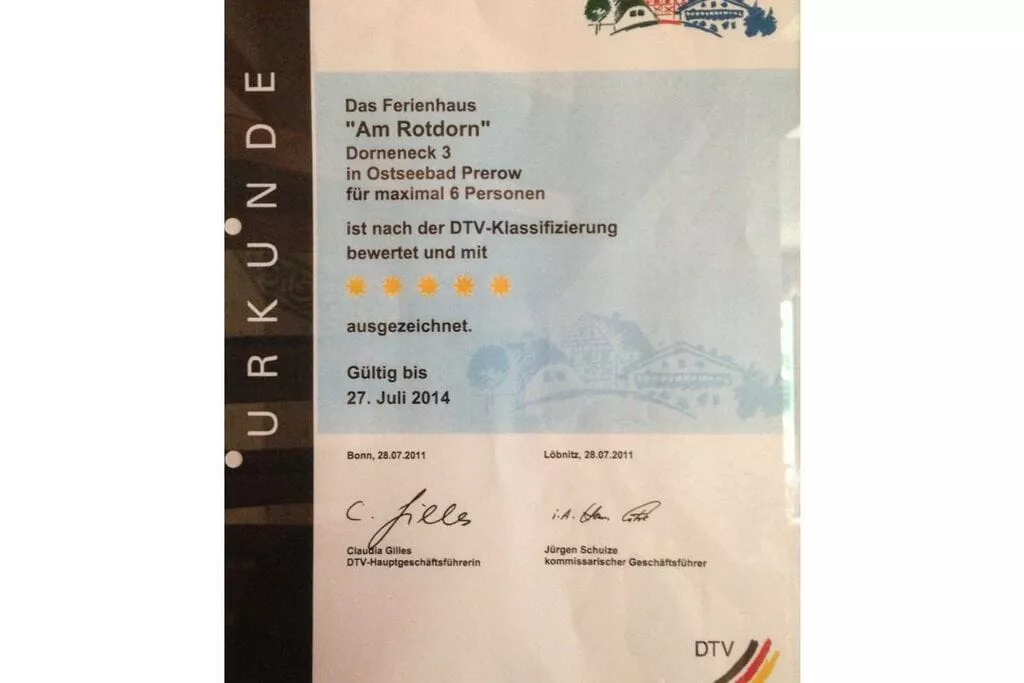 URKUNDE
Das Ferienhaus
"Am Rotdorn"
Dorneneck 3
in Ostseebad Prerow
für maximal 6 Personen
ist nach der DTV-Klassifizierung
bewertet und mit
ausgezeichnet.
Gültig bis
27. Juli 2014
Bonn, 28.07.2011
Löbnitz, 28.07.2011
C. Gilles
i.A.
Claudia Gilles
DTV-Hauptgeschäftsführerin
Jürgen Schulze
kommissarischer Geschäftsführer
DTV